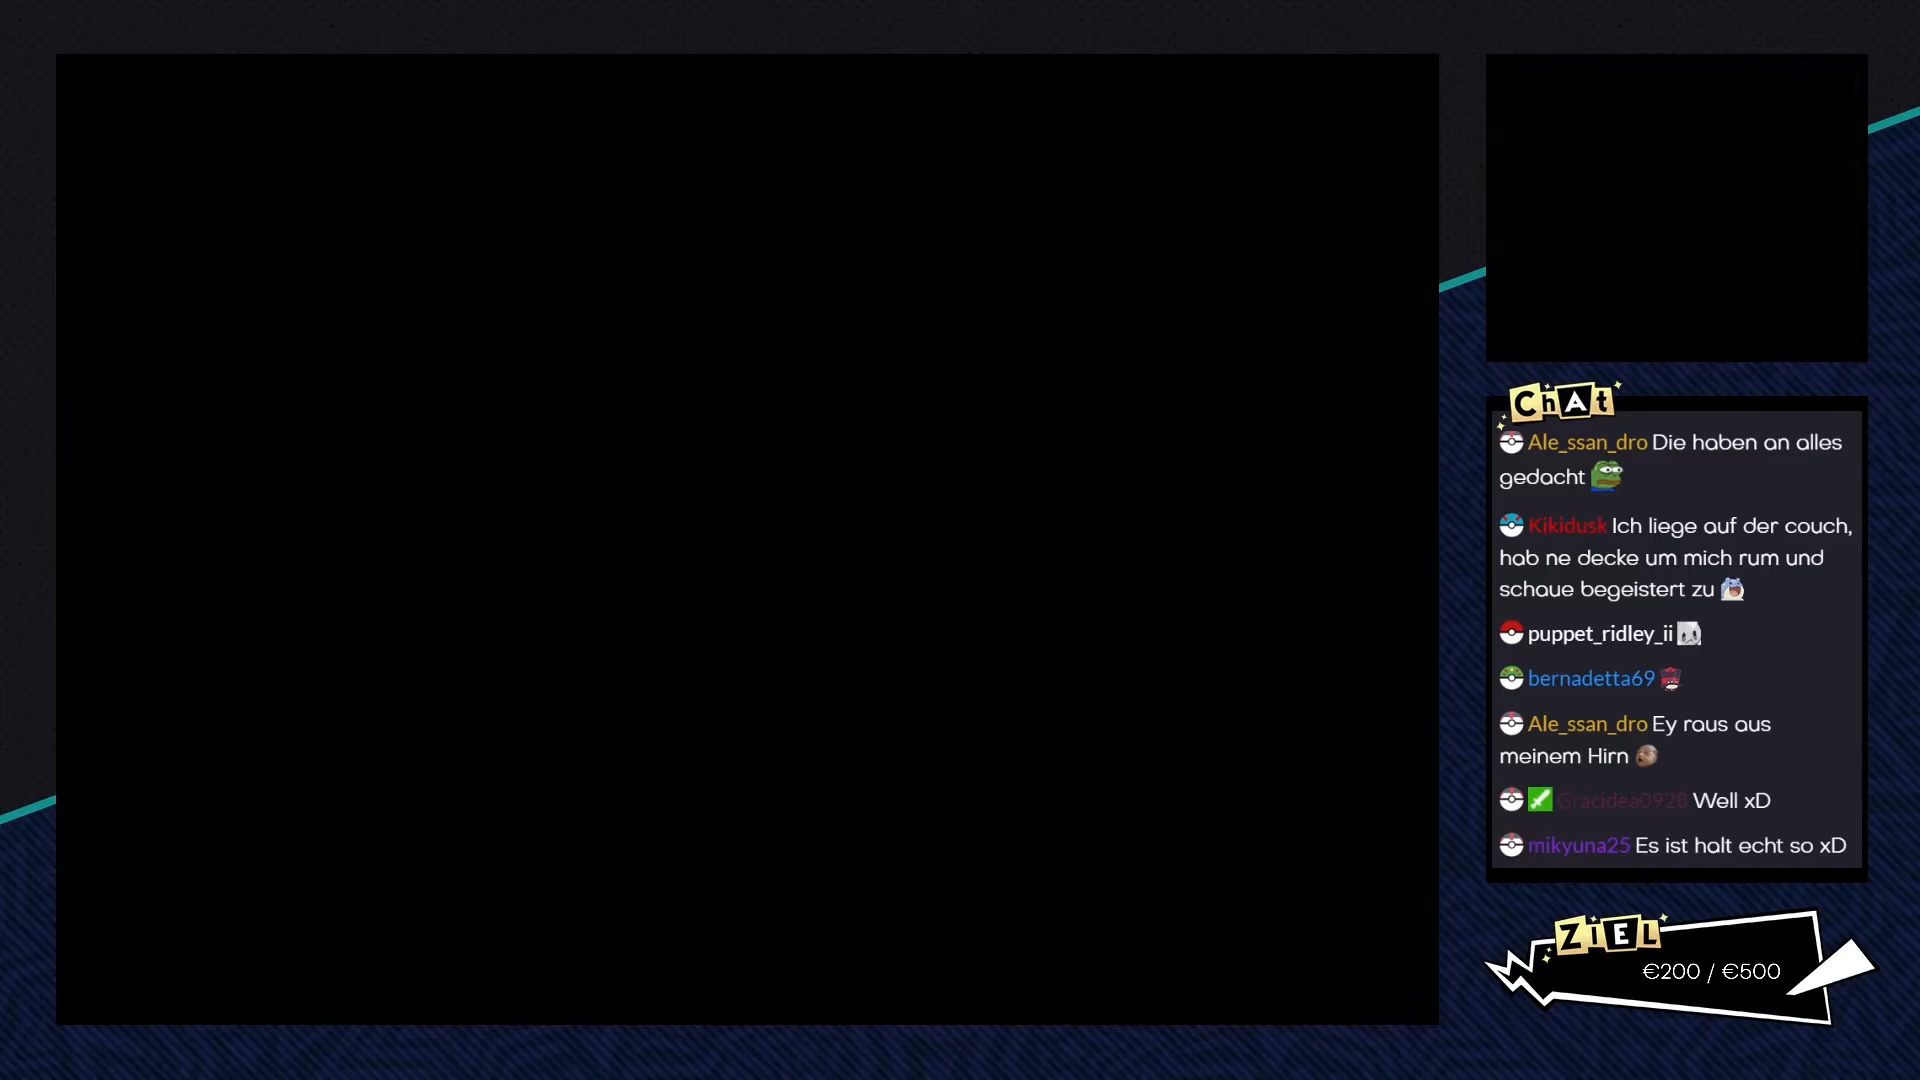 ChAt
Ale_ssan_dro Die haben an alles
gedacht
Kikidusk Ich liege auf der couch,
hab ne decke um mich rum und
schaue begeistert zu
puppet_ridley_ii
bernadetta69
Ale_ssan_dro Ey raus aus
meinem Hirn
Gracidea0928 Well xD
mikyuna25 Es ist halt echt so xD
ZiEL
€200 / €500